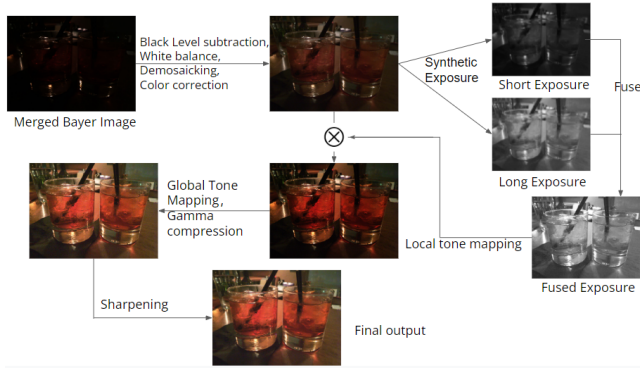 Black Level subtraction,
White balance,
Demosaicking,
Color correction
Merged Bayer Image
Synthetic
Exposure
Short Exposure
Fuse
Long Exposure
Global Tone
Mapping,
Gamma
compression
Local tone mapping
Fused Exposure
Sharpening
Final output